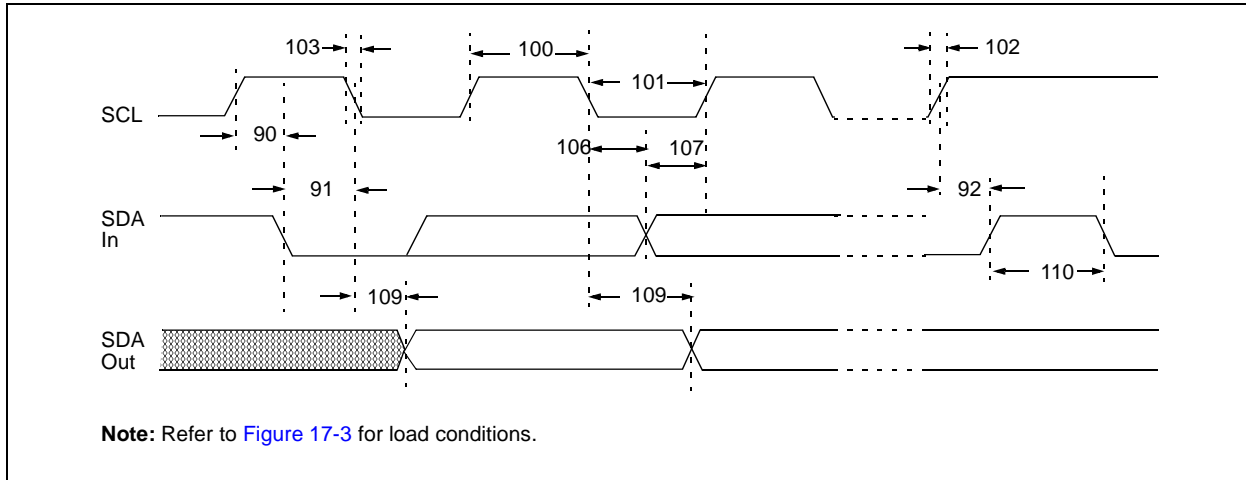 103
100
102
101
SCL
90
106
107
91
92
SDA
In
110
109
109
SDA
Out
Note: Refer to Figure 17-3 for load conditions.